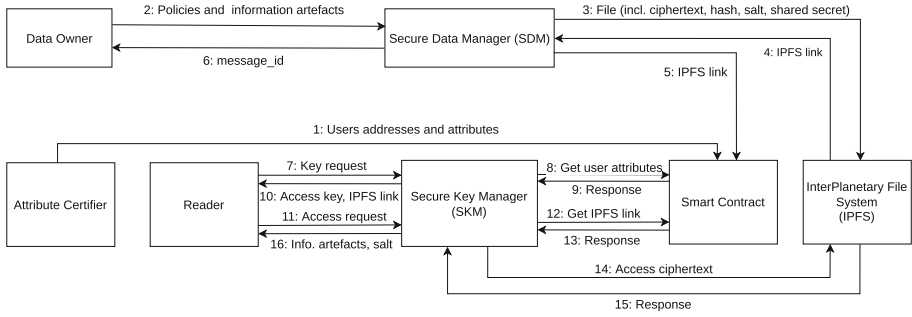 2: Policies and information artefacts
3: File (incl. ciphertext, hash, salt, shared secret)
Data Owner
Secure Data Manager (SDM)
4: IPFS link
6: message_id
5: IPFS link
1: Users addresses and attributes
7: Key request
8: Get user attributes
10: Access key, IPFS link
9: Response
Attribute Certifier
Reader
Secure Key Manager
(SKM)
Smart Contract
InterPlanetary File
System
(IPFS)
11: Access request
12: Get IPFS link
16: Info. artefacts, salt
13: Response
14: Access ciphertext
15: Response